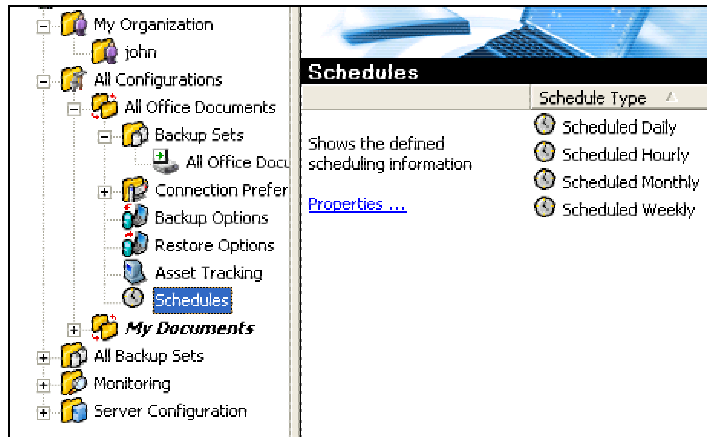 My Organization
john
All Configurations
All Office Documents
Backup Sets
All Office Docu
Connection Prefer
Backup Options
Restore Options
Asset Tracking
Schedules
My Documents
All Backup Sets
Monitoring
Server Configuration
Schedules
Shows the defined
scheduling information
Properties ...
Schedule Type
Scheduled Daily
Scheduled Hourly
Scheduled Monthly
Scheduled Weekly